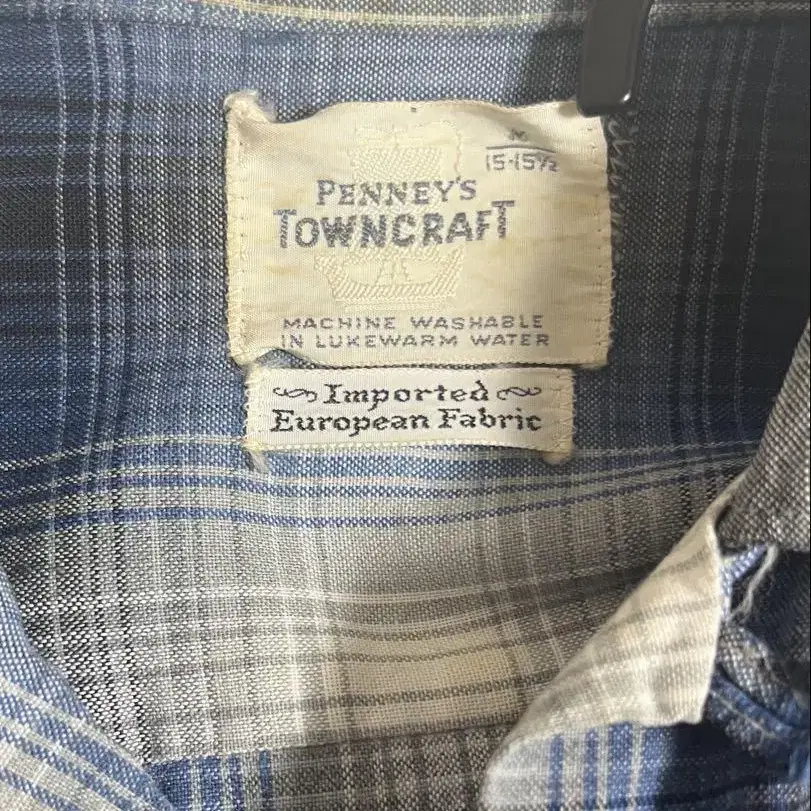 M
15-15½
PENNEY'S
TOWNCRAFT
MACHINE WASHABLE
IN LUKEWARM WATER
Imported
European Fabric